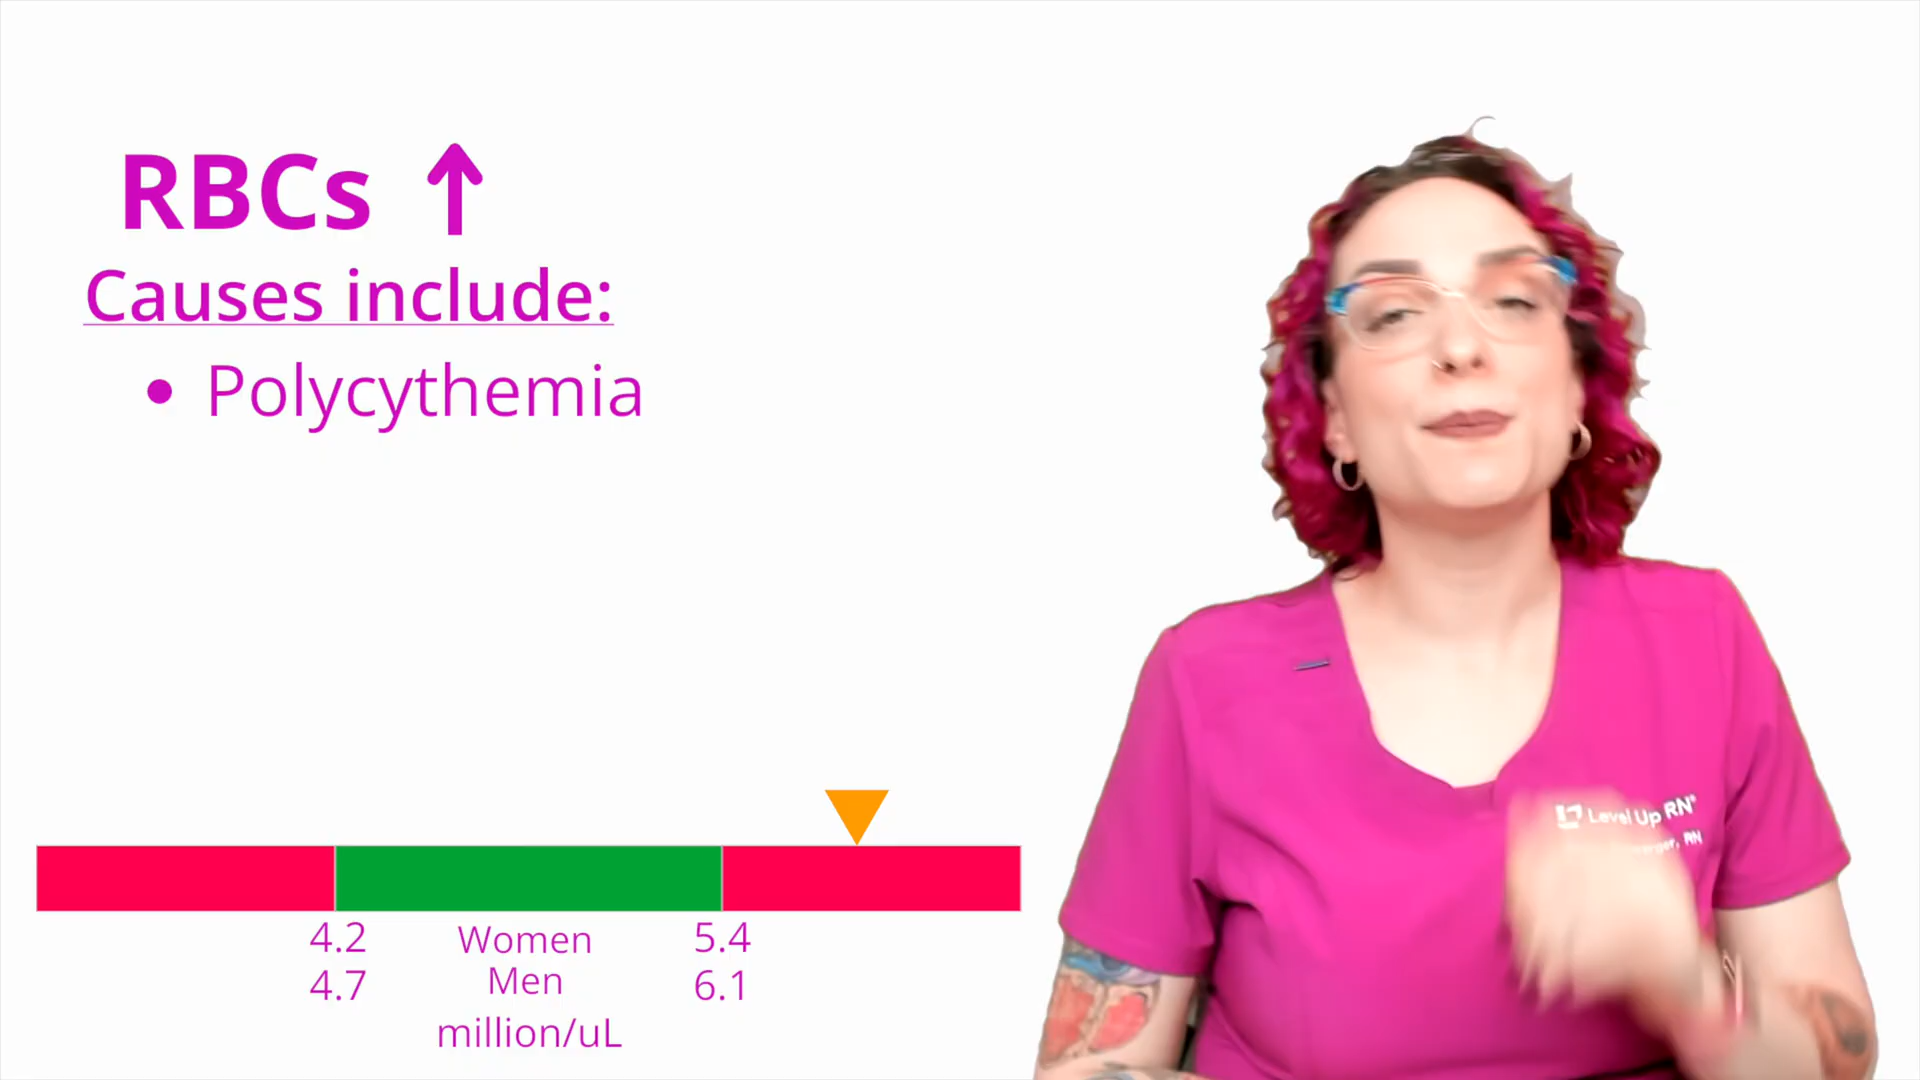 RBCs ↑
Causes include:
• Polycythemia
4.2 Women 5.4
4.7 Men 6.1
million/uL
Level Up RN®
RN